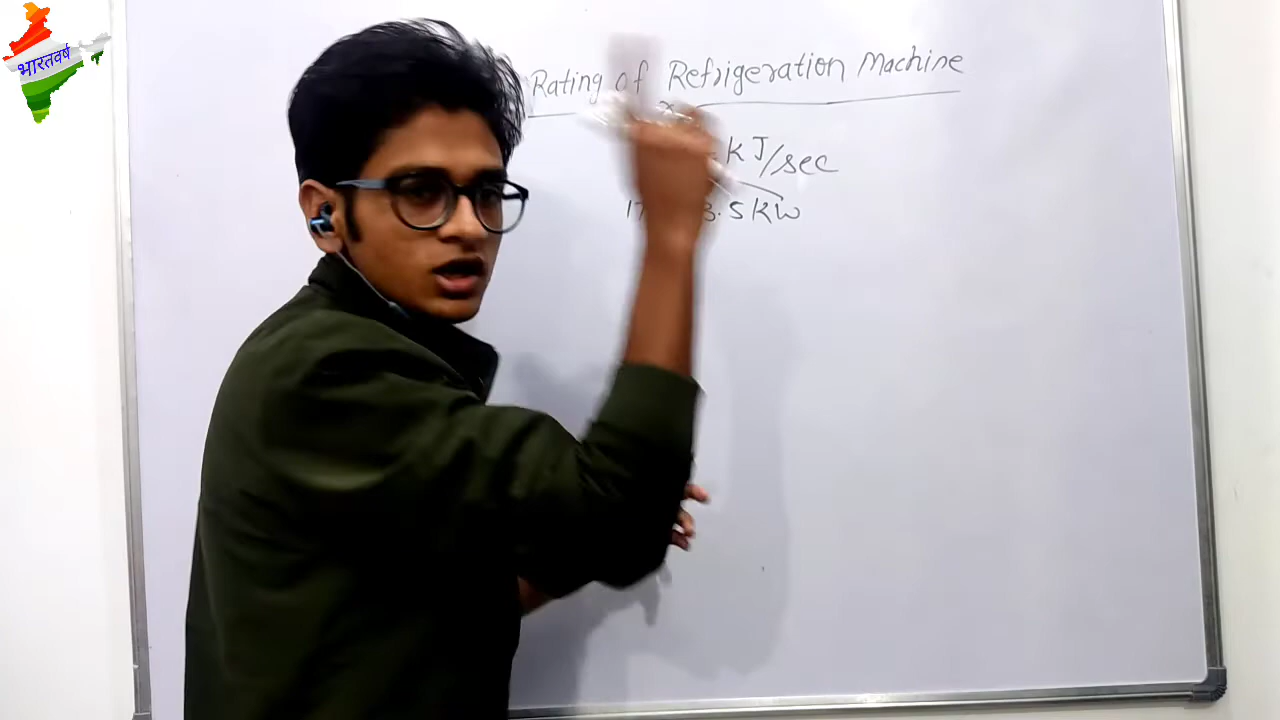 भारतवर्ष
Rating of Refrigeration Machine
kJ/sec
3.5 kW